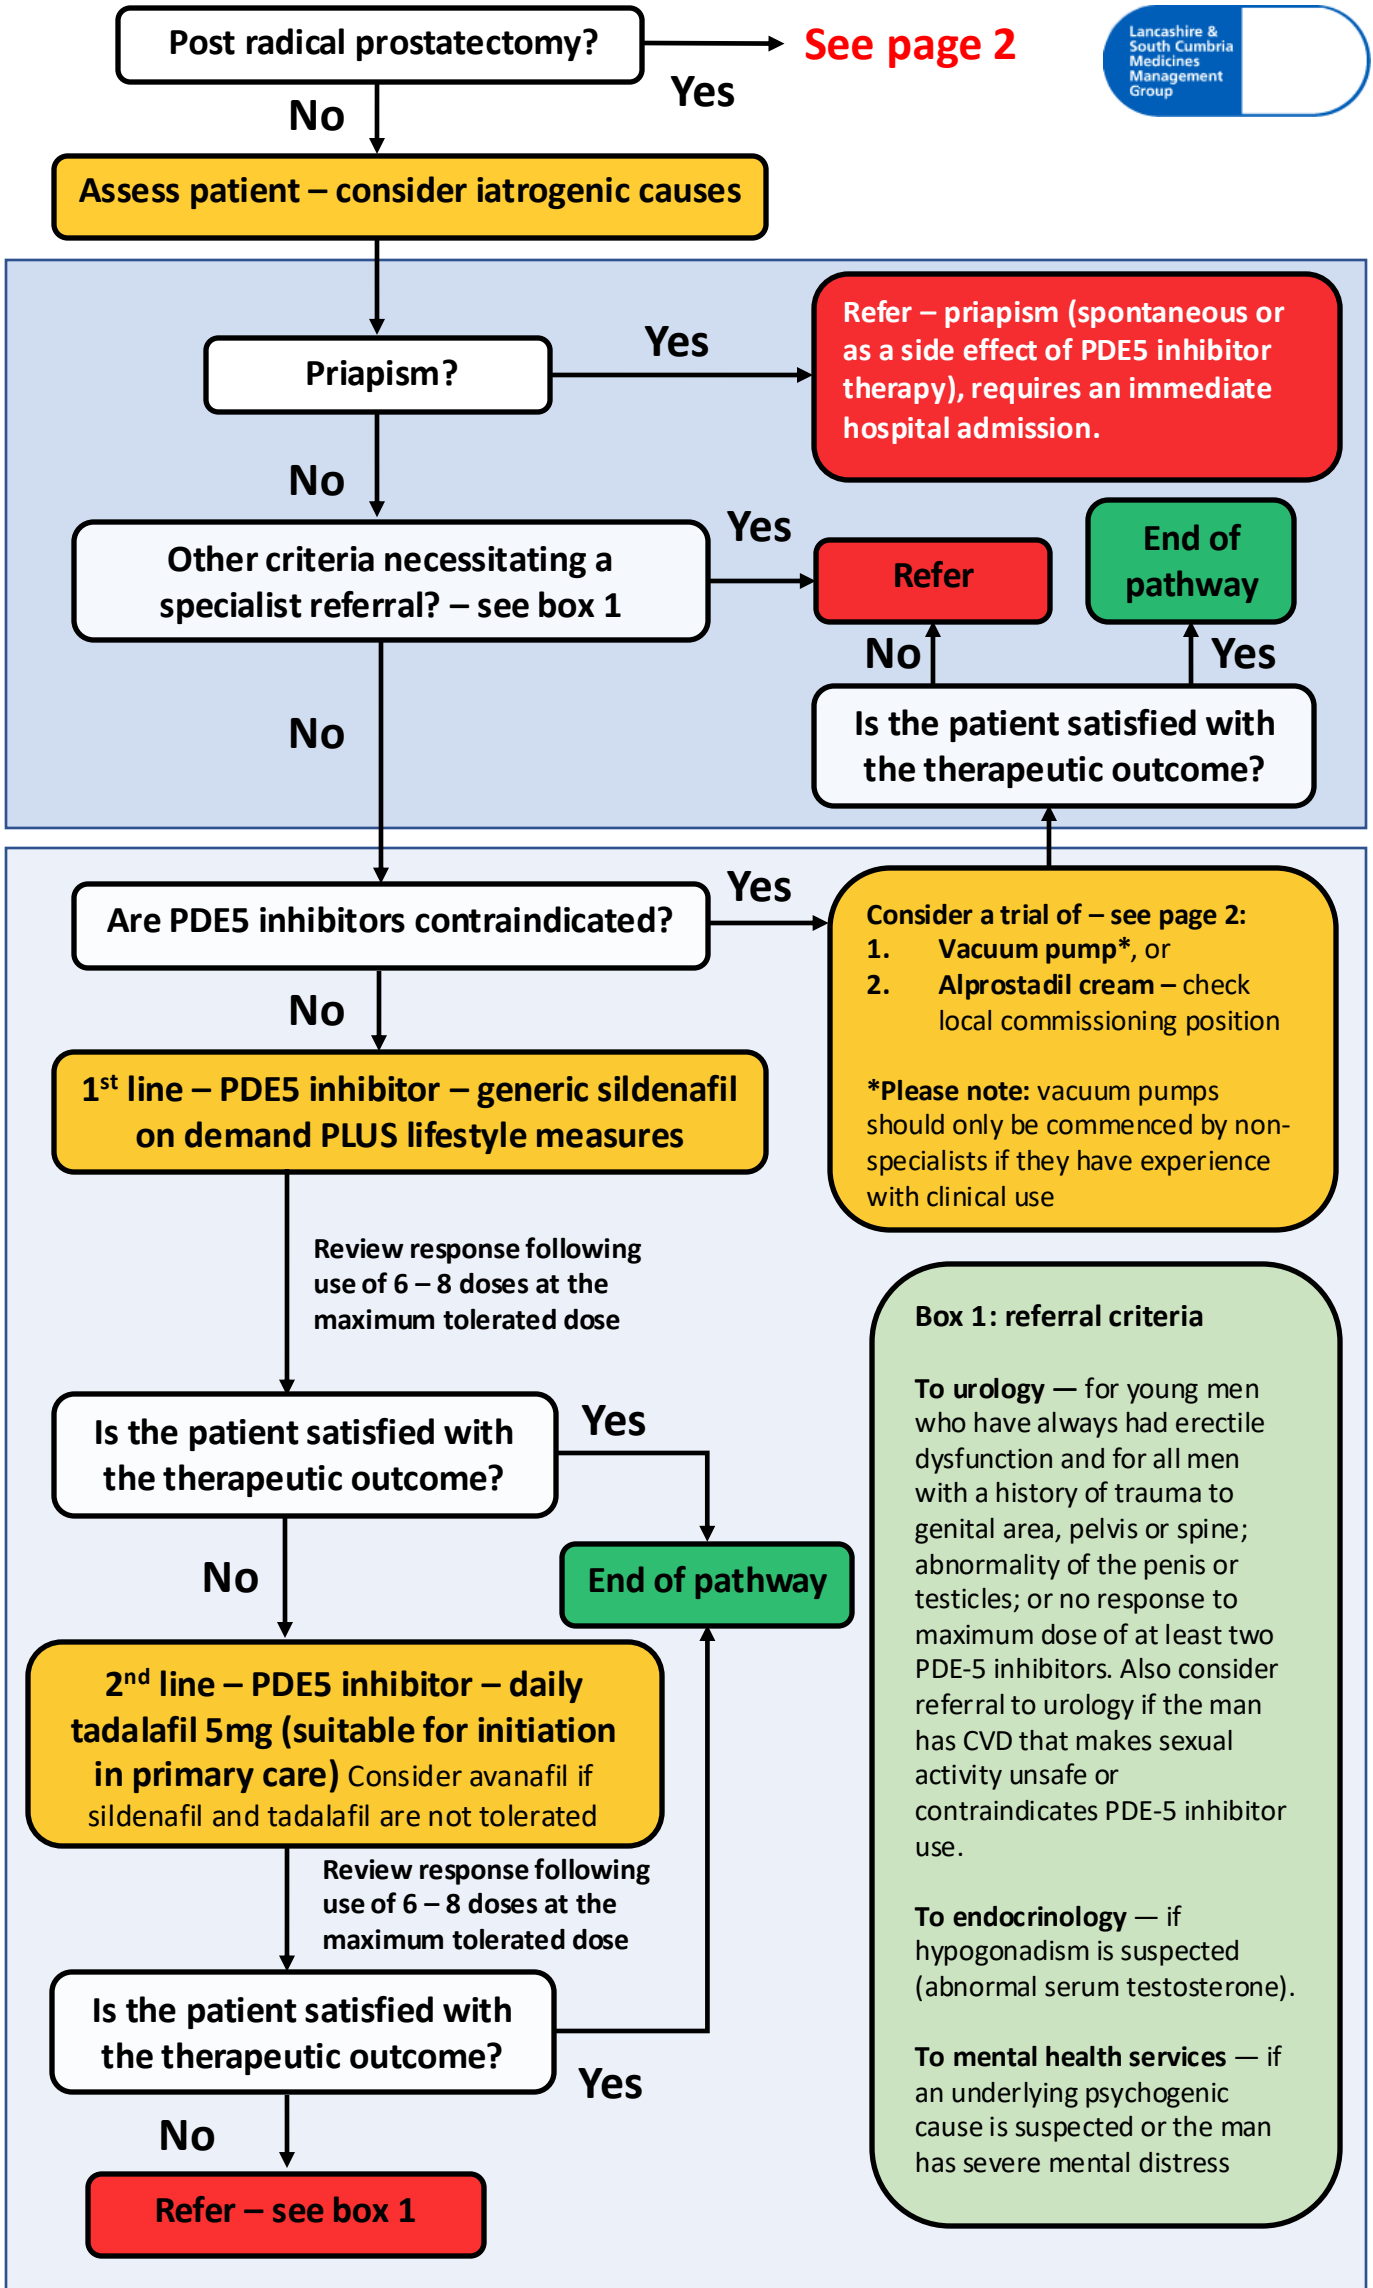 Post radical prostatectomy?
See page 2
Lancashire &
South Cumbria
Medicines
Management
Group
Yes
No
Assess patient – consider iatrogenic causes
Priapism?
Yes
Refer – priapism (spontaneous or
as a side effect of PDE5 inhibitor
therapy), requires an immediate
hospital admission.
No
Other criteria necessitating a
specialist referral? – see box 1
Yes
Refer
End of
pathway
No
Yes
Is the patient satisfied with
the therapeutic outcome?
No
Are PDE5 inhibitors contraindicated?
Yes
Consider a trial of – see page 2:
1. Vacuum pump*, or
2. Alprostadil cream – check
local commissioning position
*Please note: vacuum pumps
should only be commenced by non-
specialists if they have experience
with clinical use
No
1st line – PDE5 inhibitor – generic sildenafil
on demand PLUS lifestyle measures
Review response following
use of 6 – 8 doses at the
maximum tolerated dose
Is the patient satisfied with
the therapeutic outcome?
Yes
No
End of pathway
2nd line – PDE5 inhibitor – daily
tadalafil 5mg (suitable for initiation
in primary care) Consider avanafil if
sildenafil and tadalafil are not tolerated
Review response following
use of 6 – 8 doses at the
maximum tolerated dose
Is the patient satisfied with
the therapeutic outcome?
Yes
No
Refer – see box 1
Box 1: referral criteria
To urology — for young men
who have always had erectile
dysfunction and for all men
with a history of trauma to
genital area, pelvis or spine;
abnormality of the penis or
testicles; or no response to
maximum dose of at least two
PDE-5 inhibitors. Also consider
referral to urology if the man
has CVD that makes sexual
activity unsafe or
contraindicates PDE-5 inhibitor
use.
To endocrinology — if
hypogonadism is suspected
(abnormal serum testosterone).
To mental health services — if
an underlying psychogenic
cause is suspected or the man
has severe mental distress